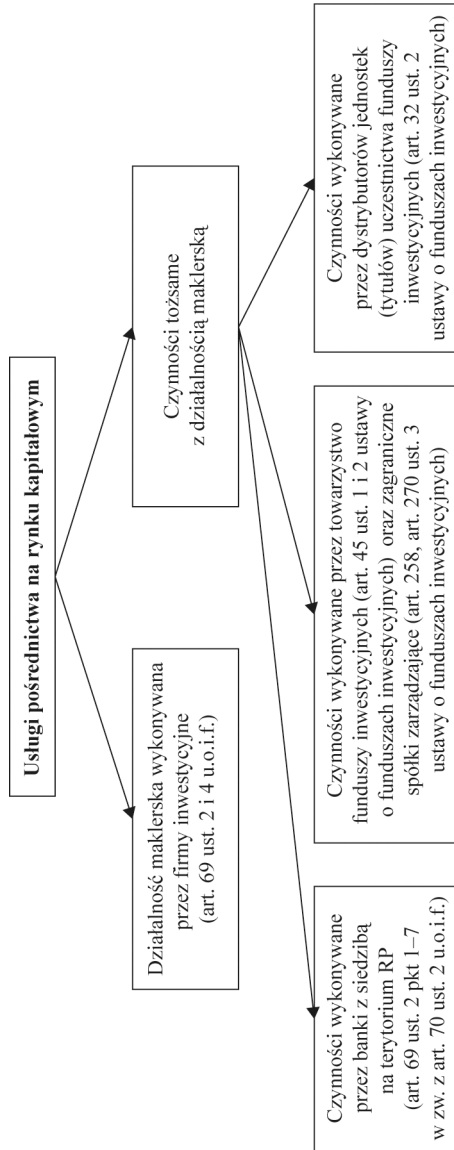 Usługi pośrednictwa na rynku kapitałowym
Działalność maklerska wykonywana
przez firmy inwestycyjne
(art. 69 ust. 2 i 4 u.o.i.f.)
Czynności tożsame
z działalnością maklerską
Czynności wykonywane
przez banki z siedzibą
na terytorium RP
(art. 69 ust. 2 pkt 1–7
w zw. z art. 70 ust. 2 u.o.i.f.)
Czynności wykonywane przez towarzystwo
funduszy inwestycyjnych (art. 45 ust. 1 i 2 ustawy
o funduszach inwestycyjnych) oraz zagraniczne
spółki zarządzające (art. 258, art. 270 ust. 3
ustawy o funduszach inwestycyjnych)
Czynności wykonywane
przez dystrybutorów jednostek
(tytułów) uczestnictwa funduszy
inwestycyjnych (art. 32 ust. 2
ustawy o funduszach inwestycyjnych)